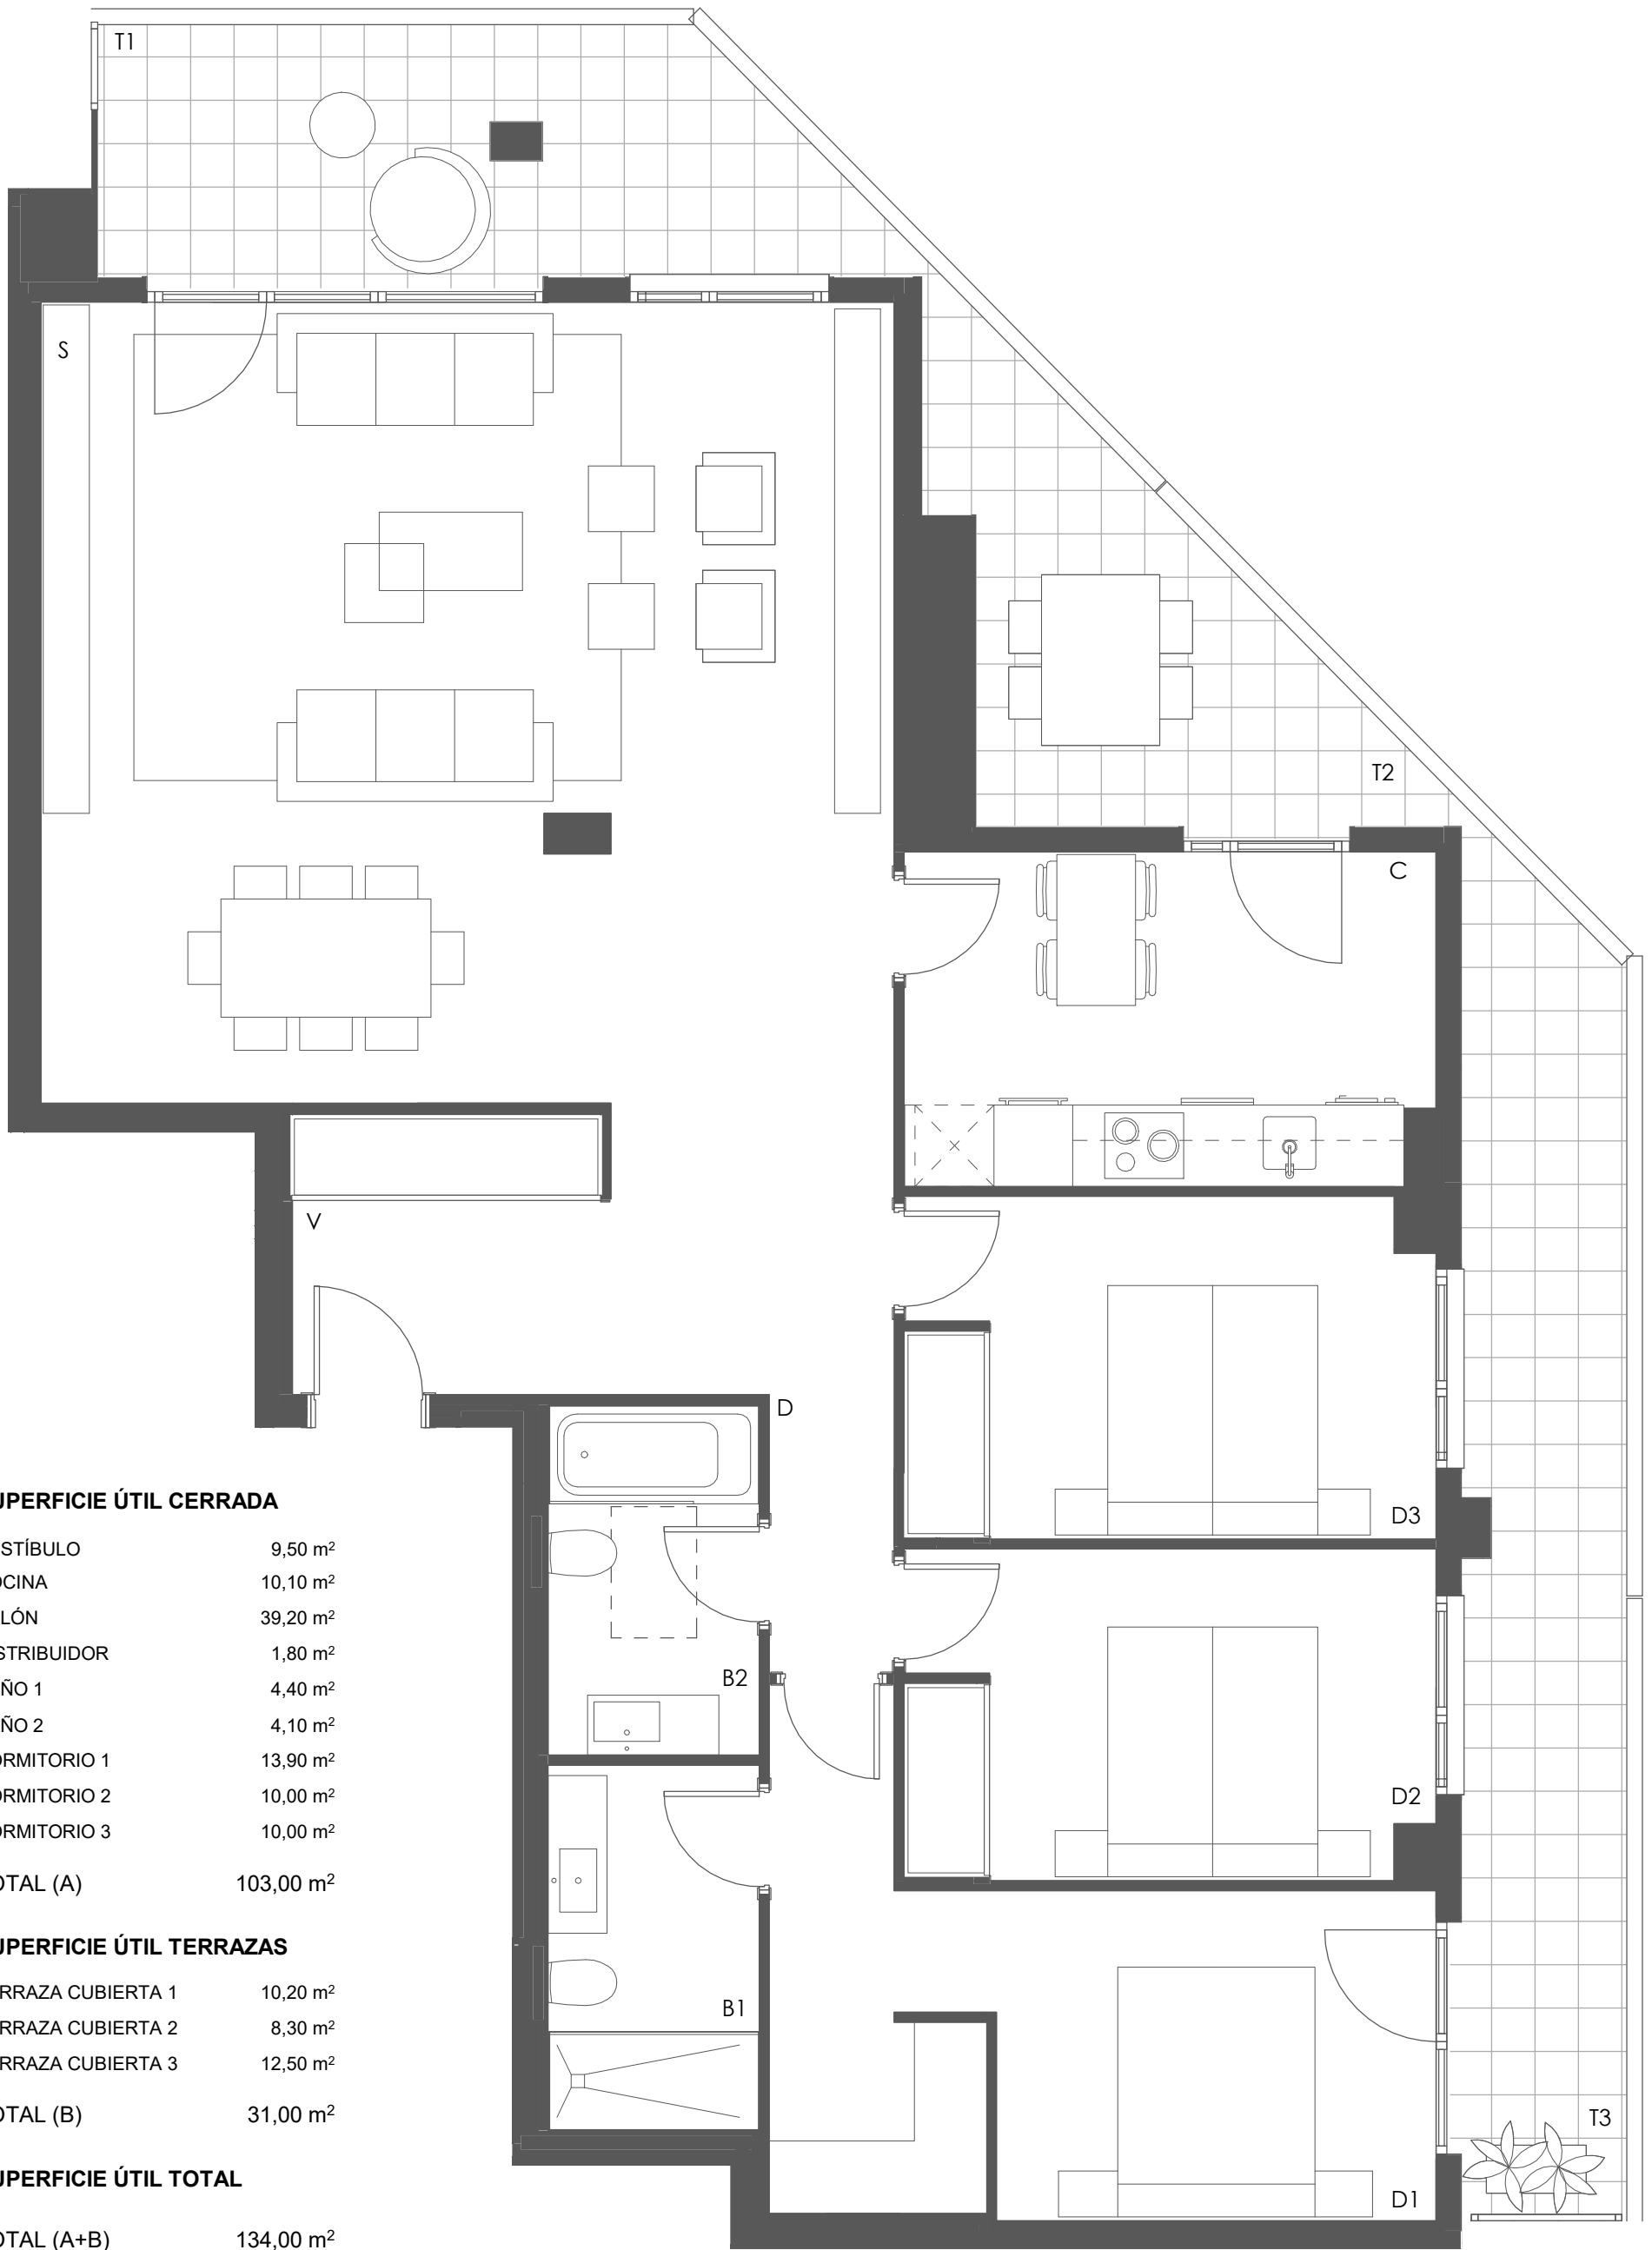 T1
S
T2
C
V
D
D3
B2
D2
B1
T3
D1
UPERFICIE ÚTIL CERRADA
STÍBULO 9,50 m²
OCINA 10,10 m²
LÓN 39,20 m²
STRIBUIDOR 1,80 m²
ÑO 1 4,40 m²
ÑO 2 4,10 m²
ORMITORIO 1 13,90 m²
ORMITORIO 2 10,00 m²
ORMITORIO 3 10,00 m²
OTAL (A) 103,00 m²
UPERFICIE ÚTIL TERRAZAS
RRAZA CUBIERTA 1 10,20 m²
RRAZA CUBIERTA 2 8,30 m²
RRAZA CUBIERTA 3 12,50 m²
OTAL (B) 31,00 m²
UPERFICIE ÚTIL TOTAL
OTAL (A+B) 134,00 m²